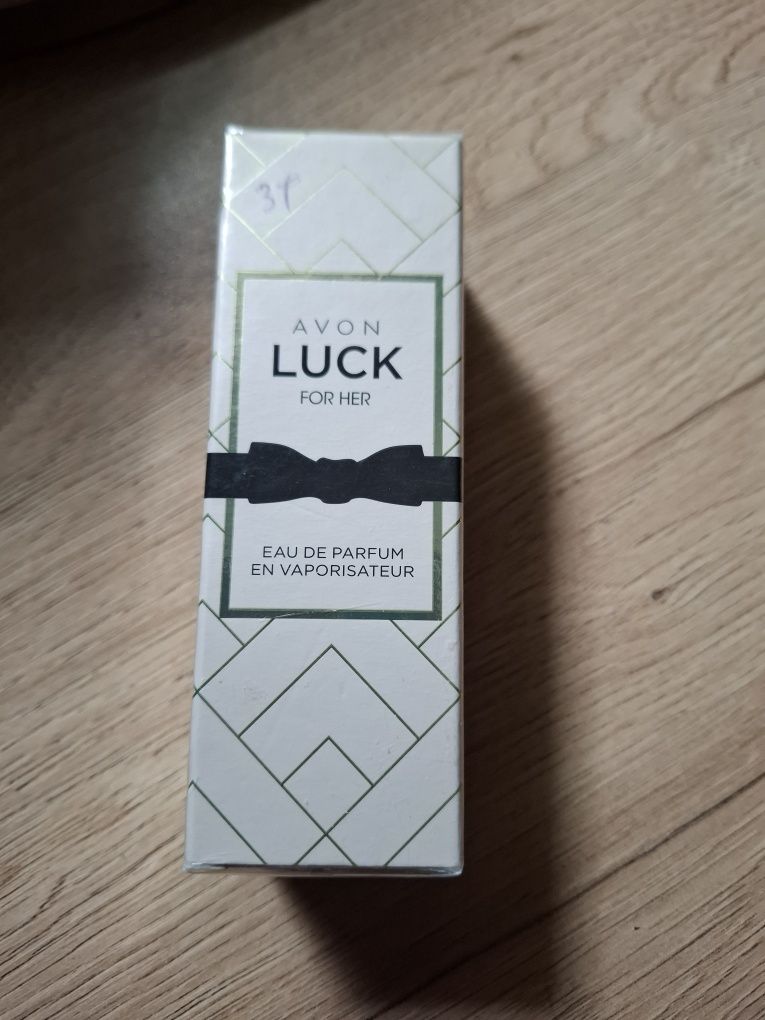 AVON
LUCK
FOR HER
EAU DE PARFUM
EN VAPORISATEUR